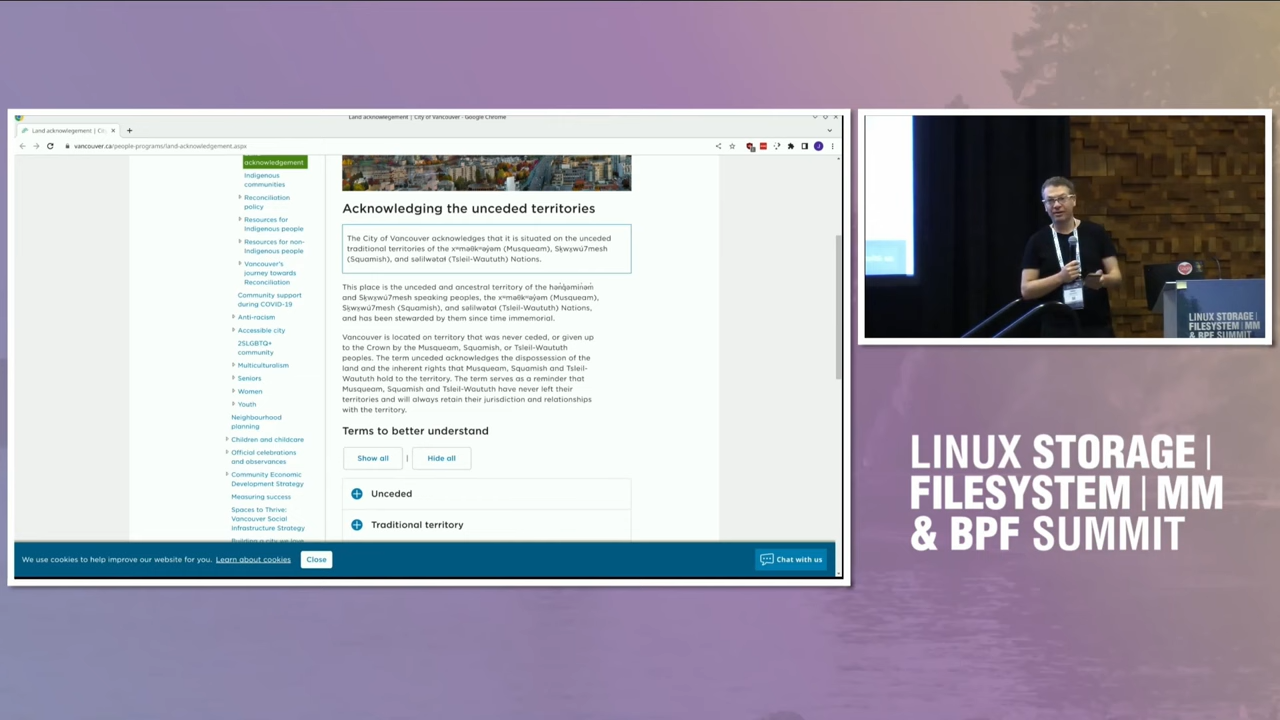 Land acknowlegement | City of Vancouver - Google Chrome
Land acknowlegement | Cit
vancouver.ca/people-programs/land-acknowledgement.aspx
acknowledgement
Indigenous
communities
Reconciliation
policy
Resources for
Indigenous people
Resources for non-
Indigenous people
Vancouver's
journey towards
Reconciliation
Community support
during COVID-19
Anti-racism
Accessible city
2SLGBTQ+
community
Multiculturalism
Seniors
Women
Youth
Neighbourhood
planning
Children and childcare
Official celebrations
and observances
Community Economic
Development Strategy
Measuring success
Spaces to Thrive:
Vancouver Social
Infrastructure Strategy
Building a city we love
Acknowledging the unceded territories
The City of Vancouver acknowledges that it is situated on the unceded
traditional territories of the xʷməθkʷəy̓əm (Musqueam), Sḵwx̱wú7mesh
(Squamish), and səlilwətaɬ (Tsleil-Waututh) Nations.
This place is the unceded and ancestral territory of the hən̓q̓əmin̓əm̓
and Sḵwx̱wú7mesh speaking peoples, the xʷməθkʷəy̓əm (Musqueam),
Sḵwx̱wú7mesh (Squamish), and səlilwətaɬ (Tsleil-Waututh) Nations,
and has been stewarded by them since time immemorial.
Vancouver is located on territory that was never ceded, or given up
to the Crown by the Musqueam, Squamish, or Tsleil-Waututh
peoples. The term unceded acknowledges the dispossession of the
land and the inherent rights that Musqueam, Squamish and Tsleil-
Waututh hold to the territory. The term serves as a reminder that
Musqueam, Squamish and Tsleil-Waututh have never left their
territories and will always retain their jurisdiction and relationships
with the territory.
Terms to better understand
Show all | Hide all
Unceded
Traditional territory
We use cookies to help improve our website for you. Learn about cookies Close
Chat with us
LINUX STORAGE |
FILESYSTEM | MM
& BPF SUMMIT
LINUX STORAGE |
FILESYSTEM | MM
& BPF SUMMIT